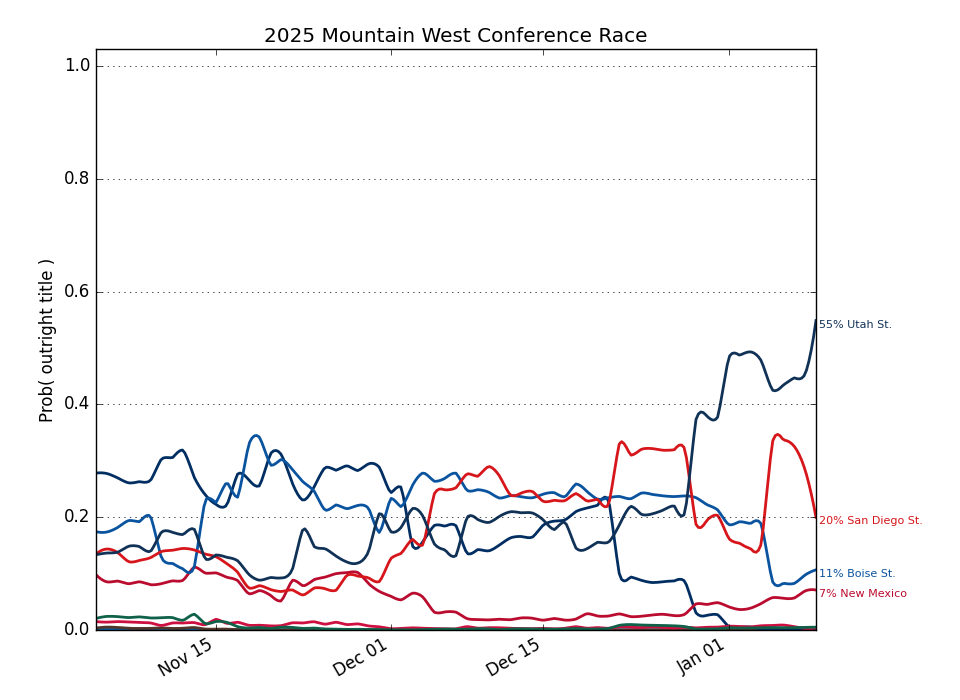 2025 Mountain West Conference Race
Prob( outright title )
1.0
0.8
0.6
0.4
0.2
0.0
55% Utah St.
20% San Diego St.
11% Boise St.
7% New Mexico
Nov 15
Dec 01
Dec 15
Jan 01